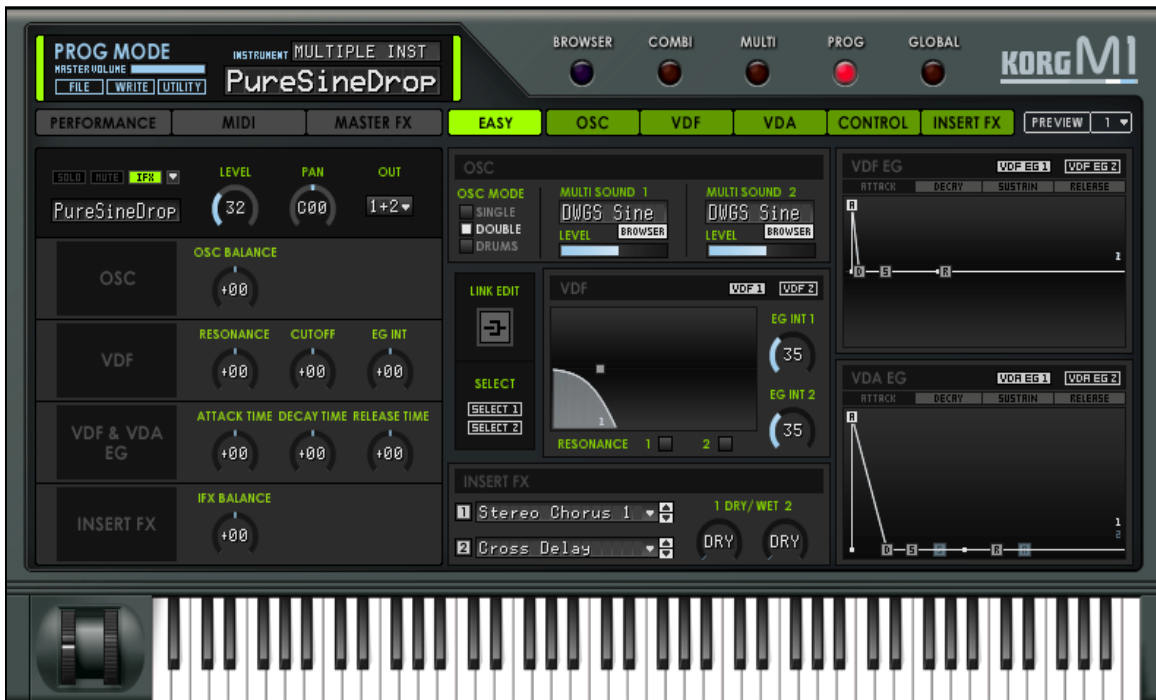 PROG MODE
MASTER VOLUME
FILE WRITE UTILITY
INSTRUMENT MULTIPLE INST
PureSineDrop
BROWSER COMBI MULTI PROG GLOBAL
KORG M1
PERFORMANCE MIDI MASTER FX EASY OSC VDF VDA CONTROL INSERT FX PREVIEW 1
SOLO MUTE IFX
PureSineDrop
LEVEL PAN OUT
32 C00 1+2
OSC
OSC BALANCE
+00
VDF
RESONANCE CUTOFF EG INT
+00 +00 +00
VDF & VDA
EG
ATTACK TIME DECAY TIME RELEASE TIME
+00 +00 +00
INSERT FX
IFX BALANCE
+00
OSC
OSC MODE
SINGLE
DOUBLE
DRUMS
MULTI SOUND 1
DWGS Sine
LEVEL BROWSER
MULTI SOUND 2
DWGS Sine
LEVEL BROWSER
LINK EDIT
SELECT
SELECT 1
SELECT 2
VDF VDF 1 VDF 2
1
EG INT 1
35
EG INT 2
35
RESONANCE 1 2
INSERT FX
1 Stereo Chorus 1
2 Cross Delay
1 DRY/WET 2
DRY DRY
VDF EG VDF EG 1 VDF EG 2
ATTACK DECAY SUSTAIN RELEASE
A
D S R
1
VDA EG VDA EG 1 VDA EG 2
ATTACK DECAY SUSTAIN RELEASE
A
1
2
D S R